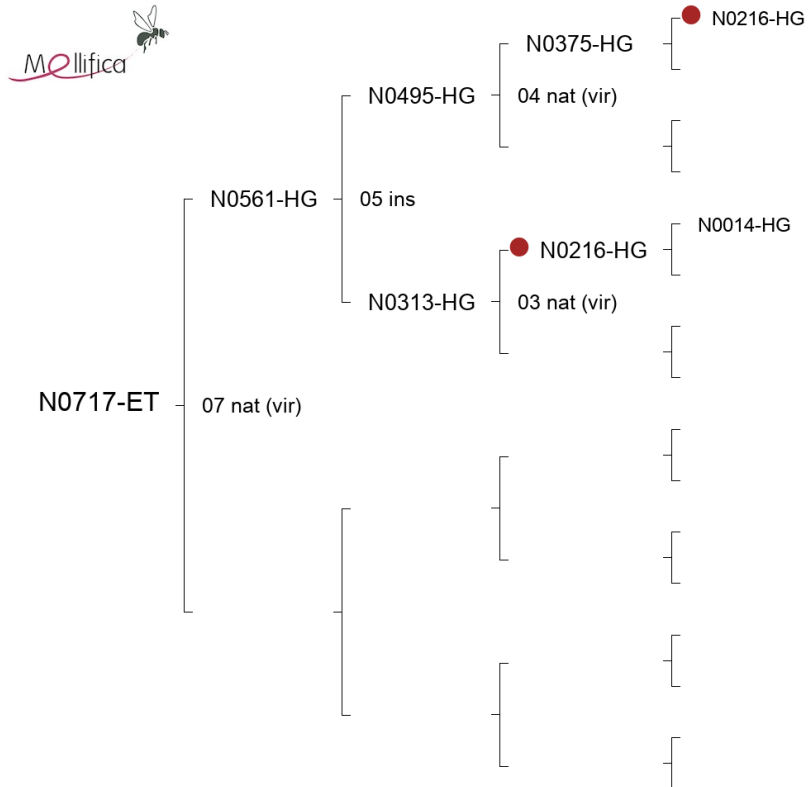 Mellifica
N0216-HG
N0375-HG
N0495-HG
04 nat (vir)
N0561-HG
05 ins
N0014-HG
N0216-HG
N0313-HG
03 nat (vir)
N0717-ET
07 nat (vir)